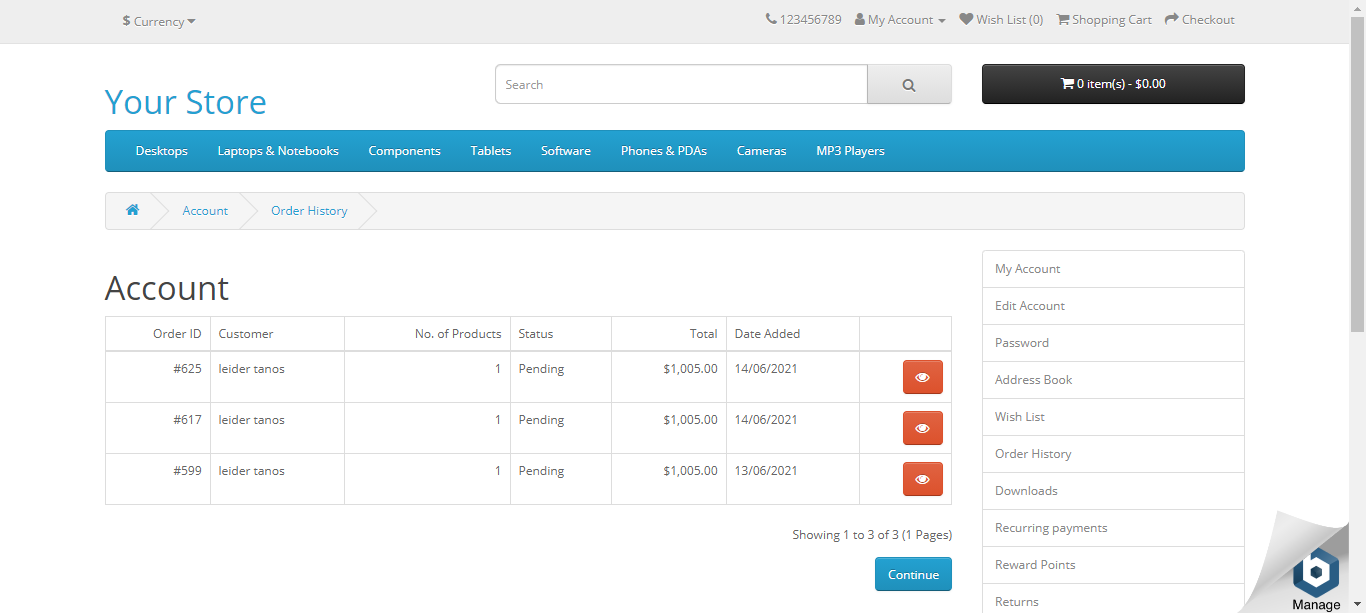 $ Currency
123456789 My Account Wish List (0) Shopping Cart Checkout
Your Store
Search
0 item(s) - $0.00
Desktops Laptops & Notebooks Components Tablets Software Phones & PDAs Cameras MP3 Players
Account Order History
Account
Order ID Customer No. of Products Status Total Date Added
#625 leider tanos 1 Pending $1,005.00 14/06/2021
#617 leider tanos 1 Pending $1,005.00 14/06/2021
#599 leider tanos 1 Pending $1,005.00 13/06/2021
Showing 1 to 3 of 3 (1 Pages)
Continue
My Account
Edit Account
Password
Address Book
Wish List
Order History
Downloads
Recurring payments
Reward Points
Returns
Manage